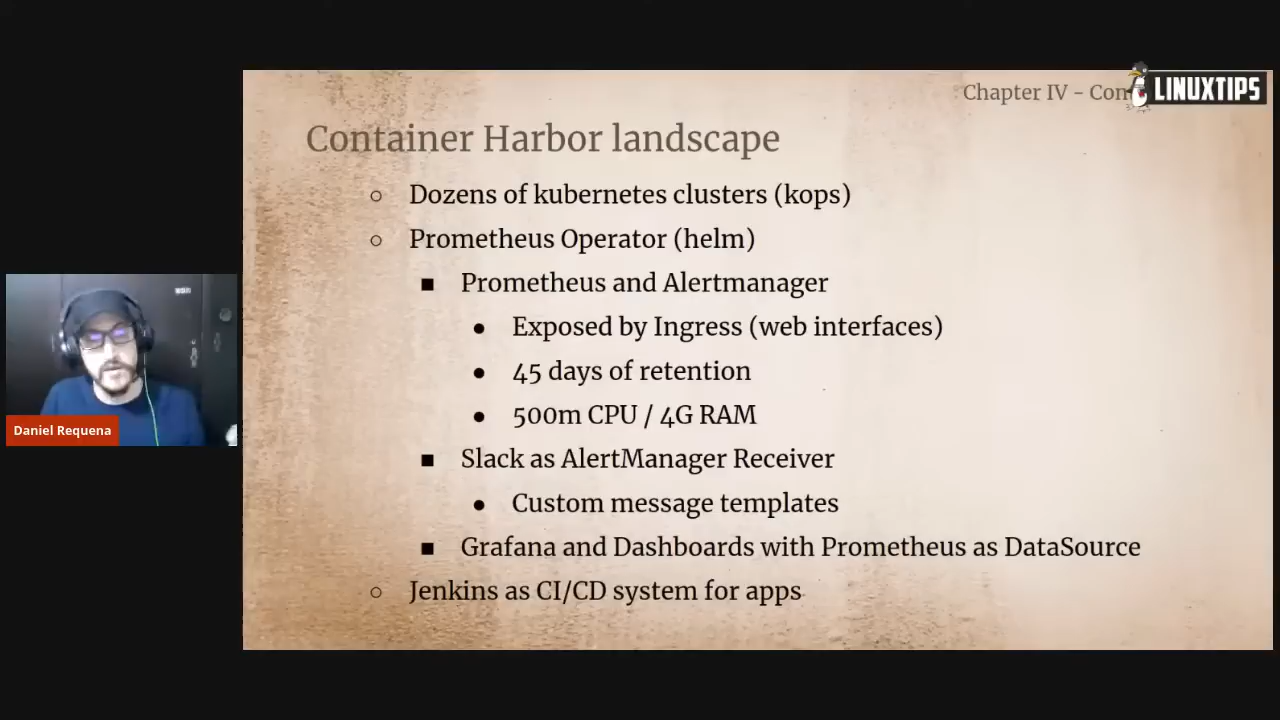 Chapter IV - Con
LINUXTIPS
Container Harbor landscape
○ Dozens of kubernetes clusters (kops)
○ Prometheus Operator (helm)
■ Prometheus and Alertmanager
● Exposed by Ingress (web interfaces)
● 45 days of retention
● 500m CPU / 4G RAM
■ Slack as AlertManager Receiver
● Custom message templates
■ Grafana and Dashboards with Prometheus as DataSource
○ Jenkins as CI/CD system for apps
Daniel Requena